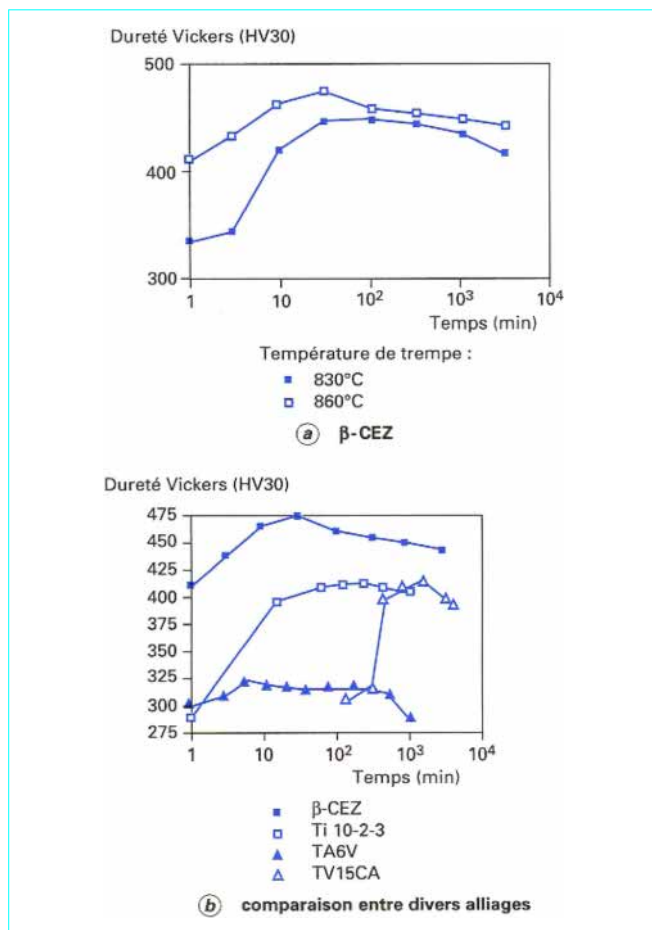 Dureté Vickers (HV30)
500
400
300
1 10 10² 10³ 10⁴
Temps (min)
Température de trempe :
830°C
860°C
a β-CEZ
Dureté Vickers (HV30)
475
450
425
400
375
350
325
300
275
1 10 10² 10³ 10⁴
Temps (min)
β-CEZ
Ti 10-2-3
TA6V
TV15CA
b comparaison entre divers alliages